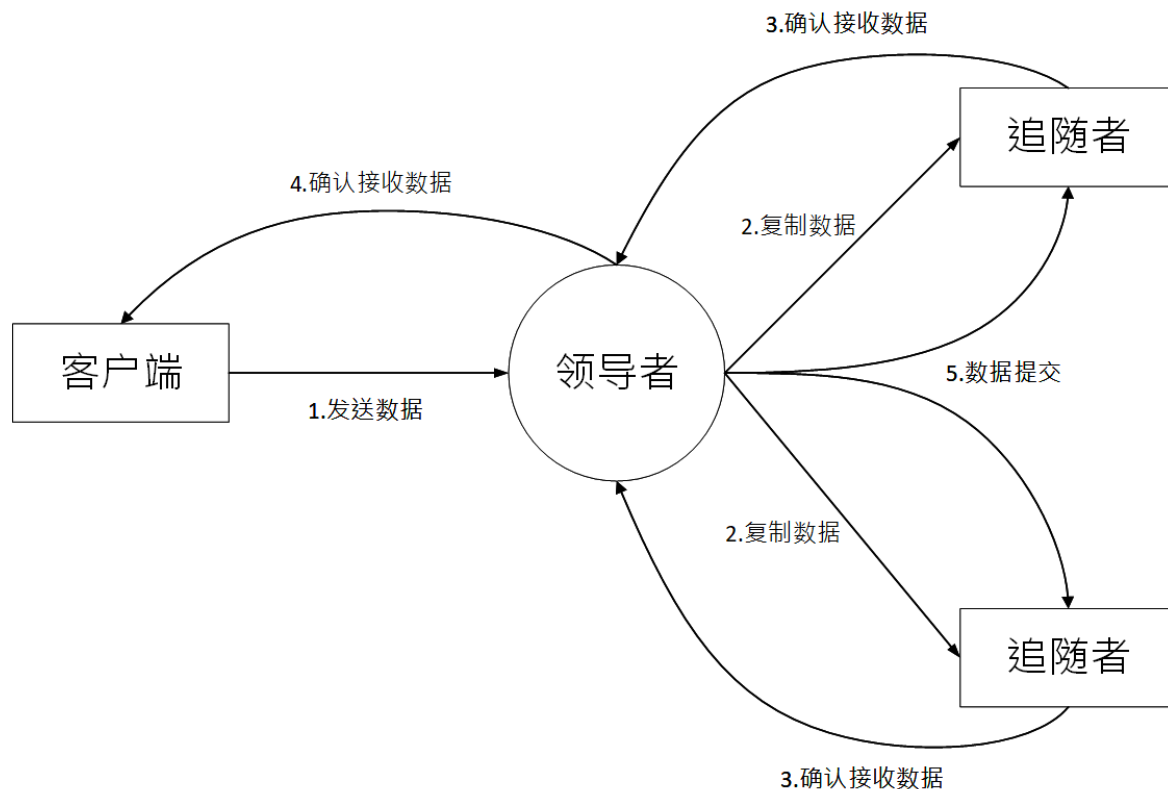 3.确认接收数据
追随者
4.确认接收数据
2.复制数据
客户端
领导者
5.数据提交
1.发送数据
2.复制数据
追随者
3.确认接收数据